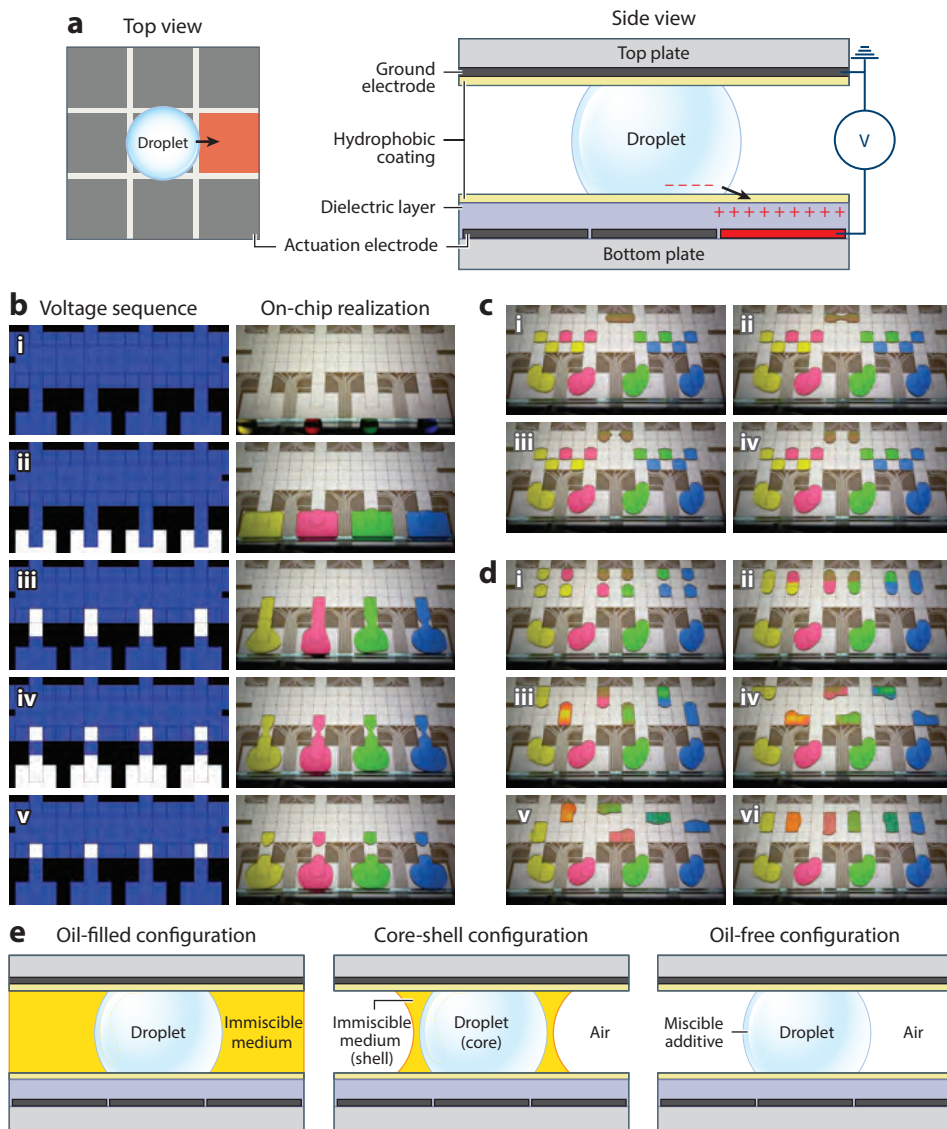 a
Top view
Droplet
Side view
Top plate
Ground
electrode
Hydrophobic
coating
Droplet
V
– – – –
Dielectric layer
+ + + + + + + + +
Actuation electrode
Bottom plate
b
Voltage sequence
On-chip realization
i
ii
iii
iv
v
c
i
ii
iii
iv
d
i
ii
iii
iv
v
vi
e
Oil-filled configuration
Droplet
Immiscible
medium
Core-shell configuration
Immiscible
medium
(shell)
Droplet
(core)
Air
Oil-free configuration
Miscible
additive
Droplet
Air